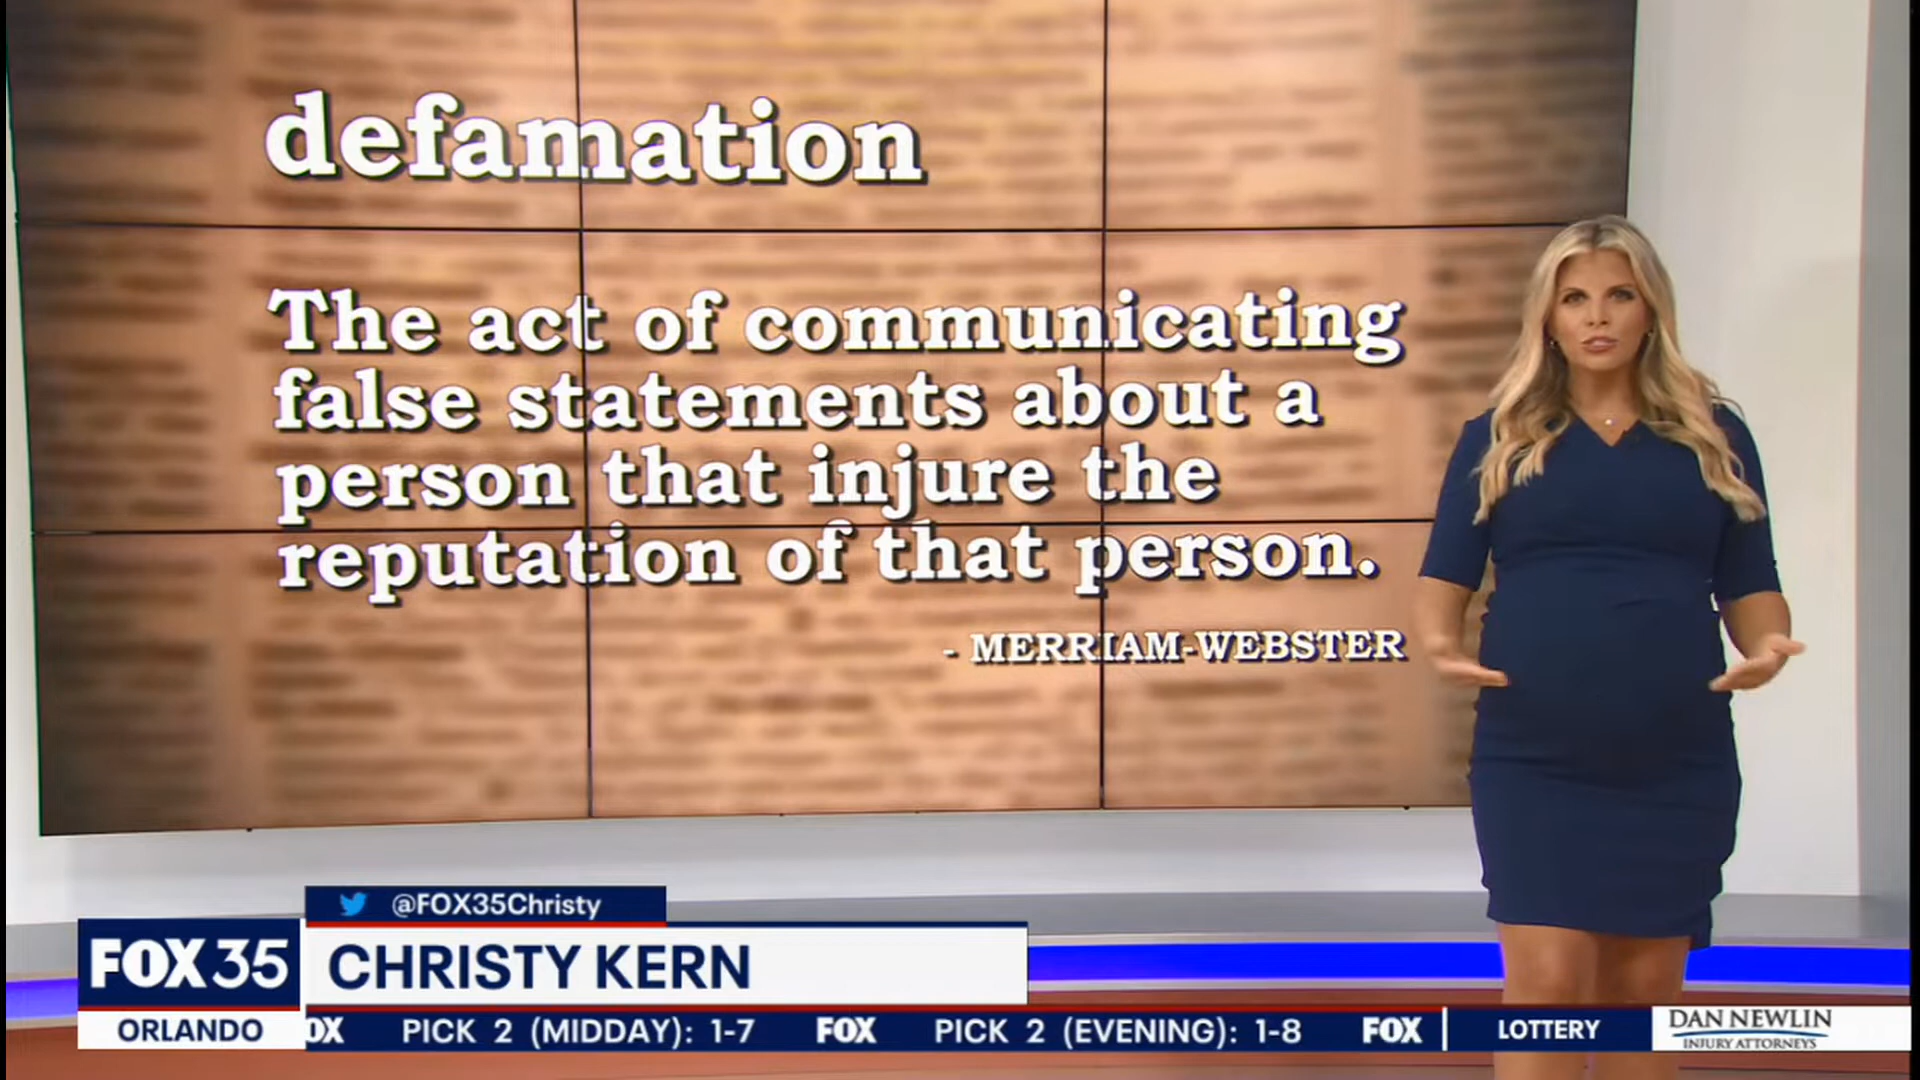 defamation
The act of communicating
false statements about a
person that injure the
reputation of that person.
- MERRIAM-WEBSTER
@FOX35Christy
FOX 35
CHRISTY KERN
ORLANDO
OX PICK 2 (MIDDAY): 1-7 FOX PICK 2 (EVENING): 1-8 FOX LOTTERY
DAN NEWLIN
INJURY ATTORNEYS